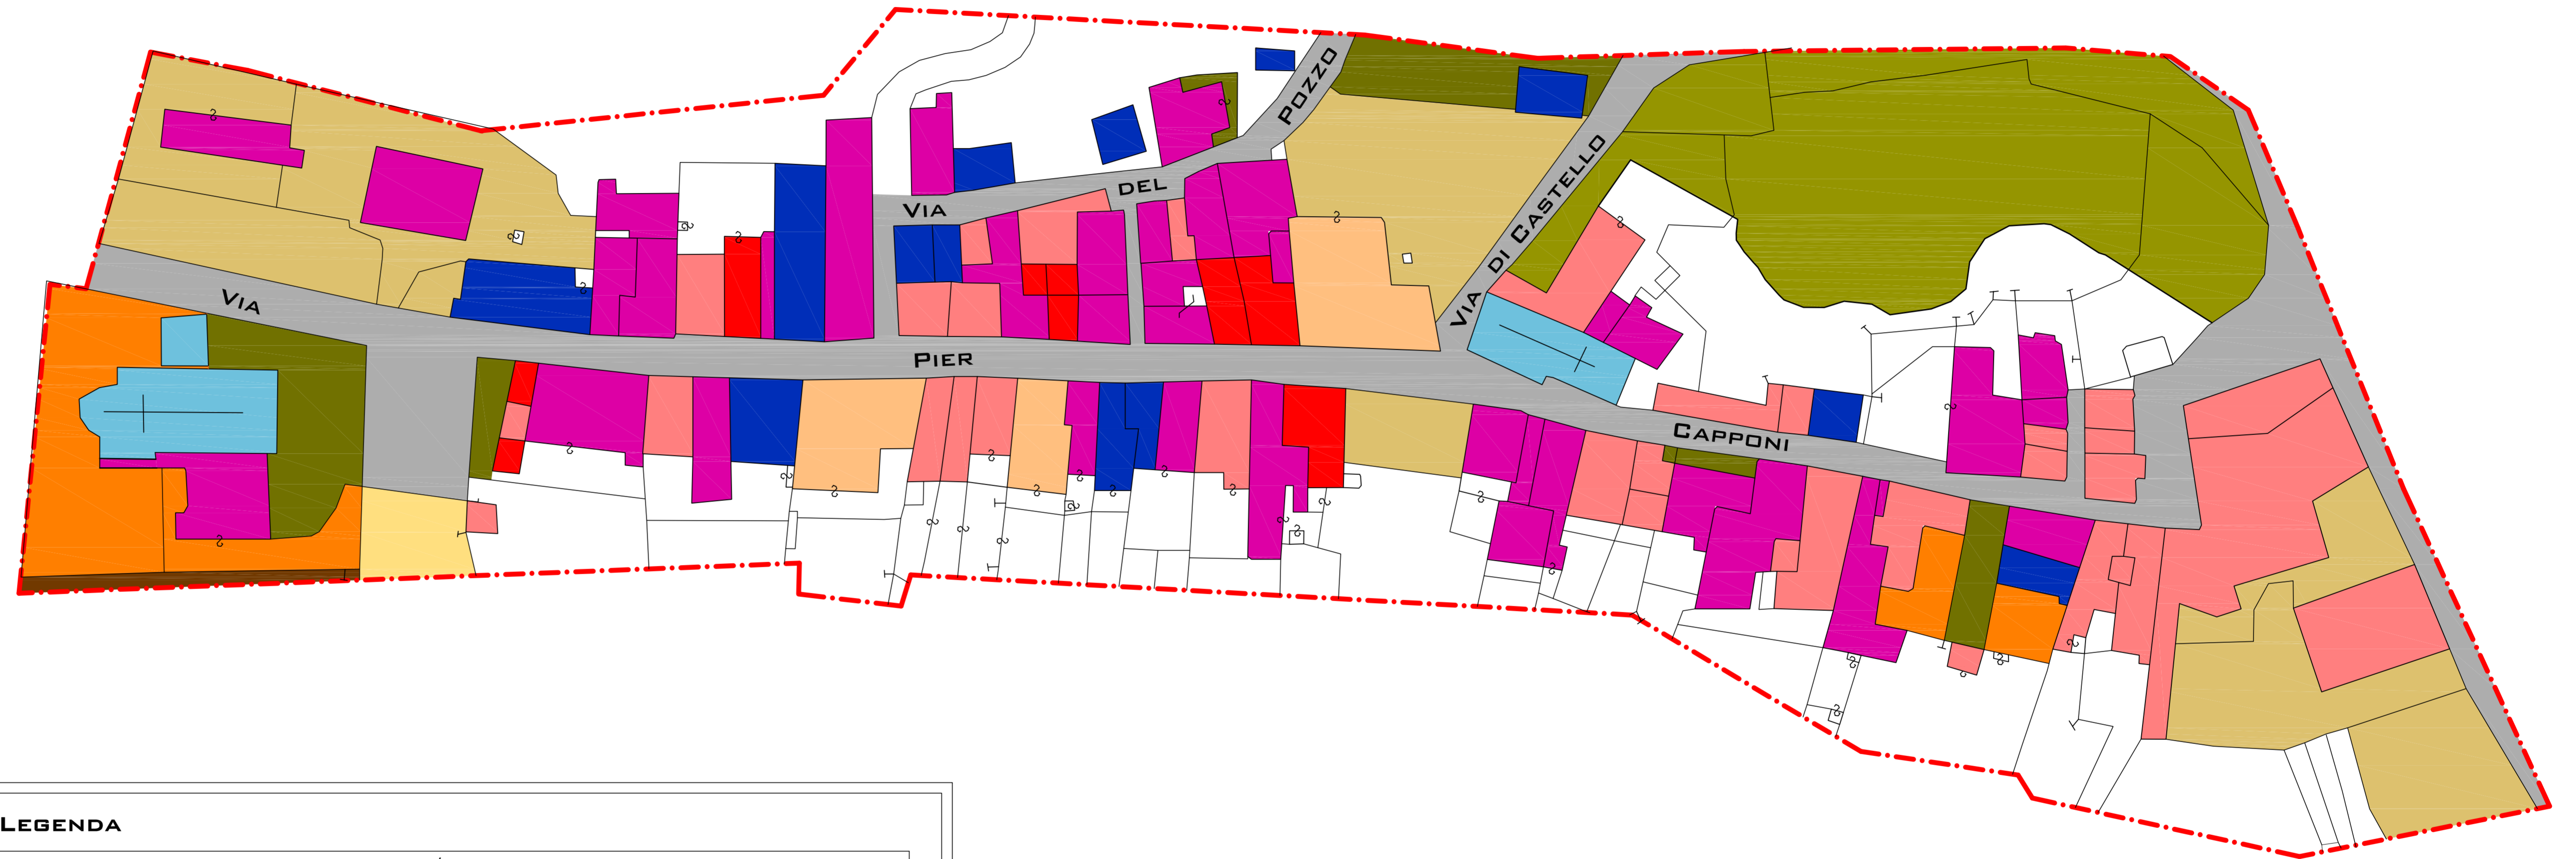 POZZO
VIA DEL
VIA DI CASTELLO
VIA
PIER
CAPPONI
LEGENDA